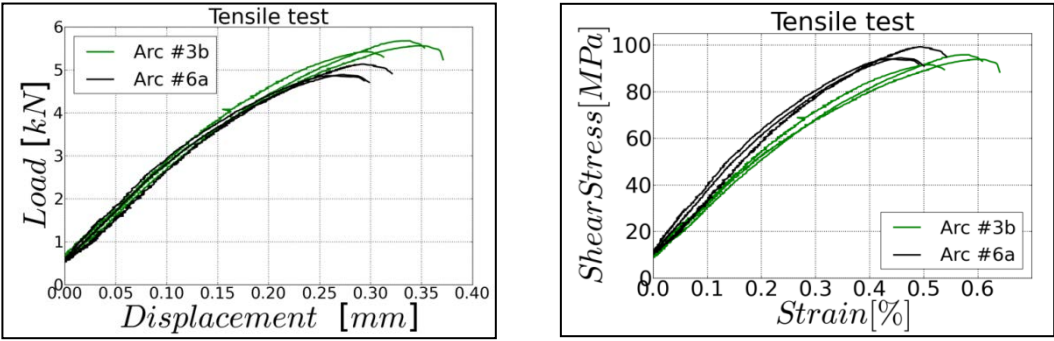 Tensile test
Load [kN]
6
5
4
3
2
1
0
Arc #3b
Arc #6a
0.00 0.05 0.10 0.15 0.20 0.25 0.30 0.35 0.40
Displacement [mm]
Tensile test
ShearStress[MPa]
100
80
60
40
20
0
Arc #3b
Arc #6a
0.0 0.1 0.2 0.3 0.4 0.5 0.6
Strain[%]